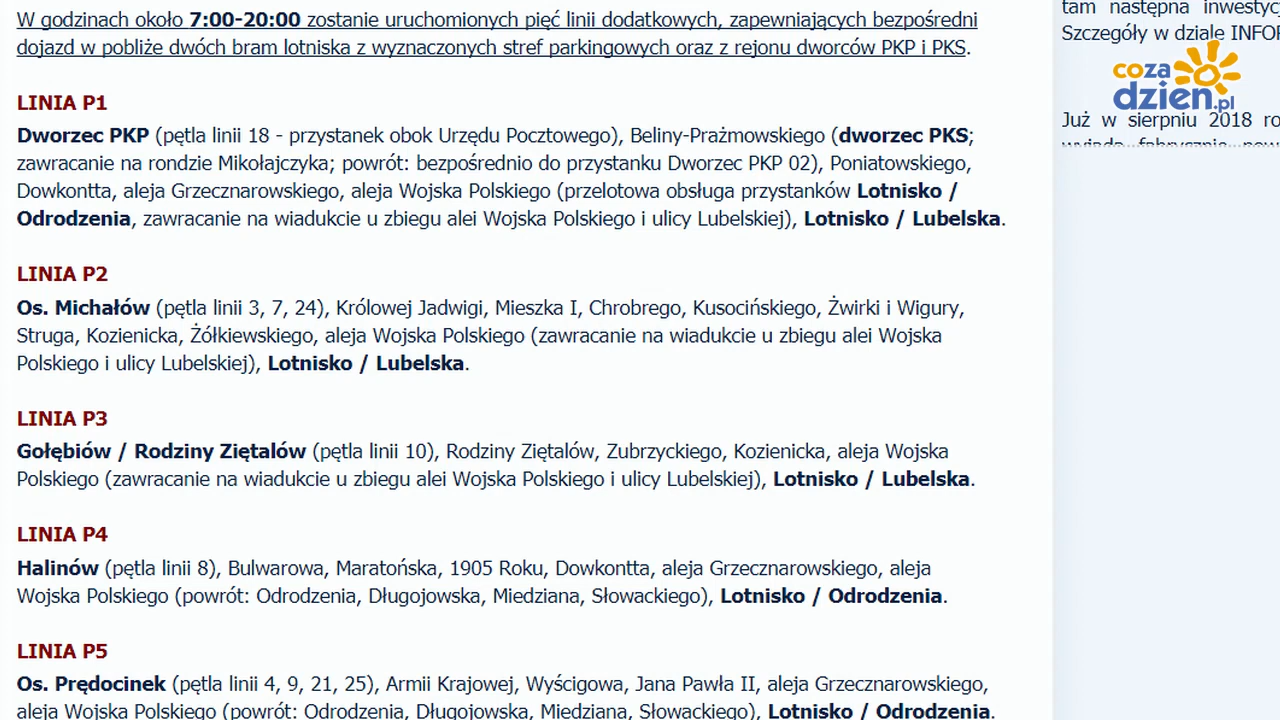 W godzinach około 7:00-20:00 zostanie uruchomionych pięć linii dodatkowych, zapewniających bezpośredni
dojazd w pobliże dwóch bram lotniska z wyznaczonych stref parkingowych oraz z rejonu dworców PKP i PKS.
LINIA P1
Dworzec PKP (pętla linii 18 - przystanek obok Urzędu Pocztowego), Beliny-Prażmowskiego (dworzec PKS;
zawracanie na rondzie Mikołajczyka; powrót: bezpośrednio do przystanku Dworzec PKP 02), Poniatowskiego,
Dowkontta, aleja Grzecznarowskiego, aleja Wojska Polskiego (przelotowa obsługa przystanków Lotnisko /
Odrodzenia, zawracanie na wiadukcie u zbiegu alei Wojska Polskiego i ulicy Lubelskiej), Lotnisko / Lubelska.
LINIA P2
Os. Michałów (pętla linii 3, 7, 24), Królowej Jadwigi, Mieszka I, Chrobrego, Kusocińskiego, Żwirki i Wigury,
Struga, Kozienicka, Żółkiewskiego, aleja Wojska Polskiego (zawracanie na wiadukcie u zbiegu alei Wojska
Polskiego i ulicy Lubelskiej), Lotnisko / Lubelska.
LINIA P3
Gołębiów / Rodziny Ziętalów (pętla linii 10), Rodziny Ziętalów, Zubrzyckiego, Kozienicka, aleja Wojska
Polskiego (zawracanie na wiadukcie u zbiegu alei Wojska Polskiego i ulicy Lubelskiej), Lotnisko / Lubelska.
LINIA P4
Halinów (pętla linii 8), Bulwarowa, Maratońska, 1905 Roku, Dowkontta, aleja Grzecznarowskiego, aleja
Wojska Polskiego (powrót: Odrodzenia, Długojowska, Miedziana, Słowackiego), Lotnisko / Odrodzenia.
LINIA P5
Os. Prędocinek (pętla linii 4, 9, 21, 25), Armii Krajowej, Wyścigowa, Jana Pawła II, aleja Grzecznarowskiego,
aleja Wojska Polskiego (powrót: Odrodzenia, Długojowska, Miedziana, Słowackiego), Lotnisko / Odrodzenia.
tam następna inwestyc
Szczegóły w dziale INFO
coza
dzien.pl
Już w sierpniu 2018 ro